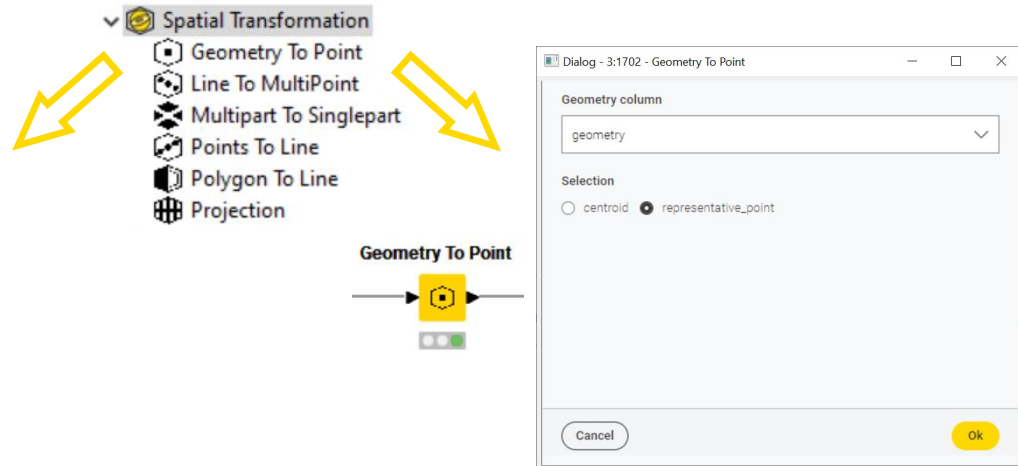 Spatial Transformation
Geometry To Point
Line To MultiPoint
Multipart To Singlepart
Points To Line
Polygon To Line
Projection
Geometry To Point
Dialog - 3:1702 - Geometry To Point
Geometry column
geometry
Selection
centroid representative_point
Cancel Ok